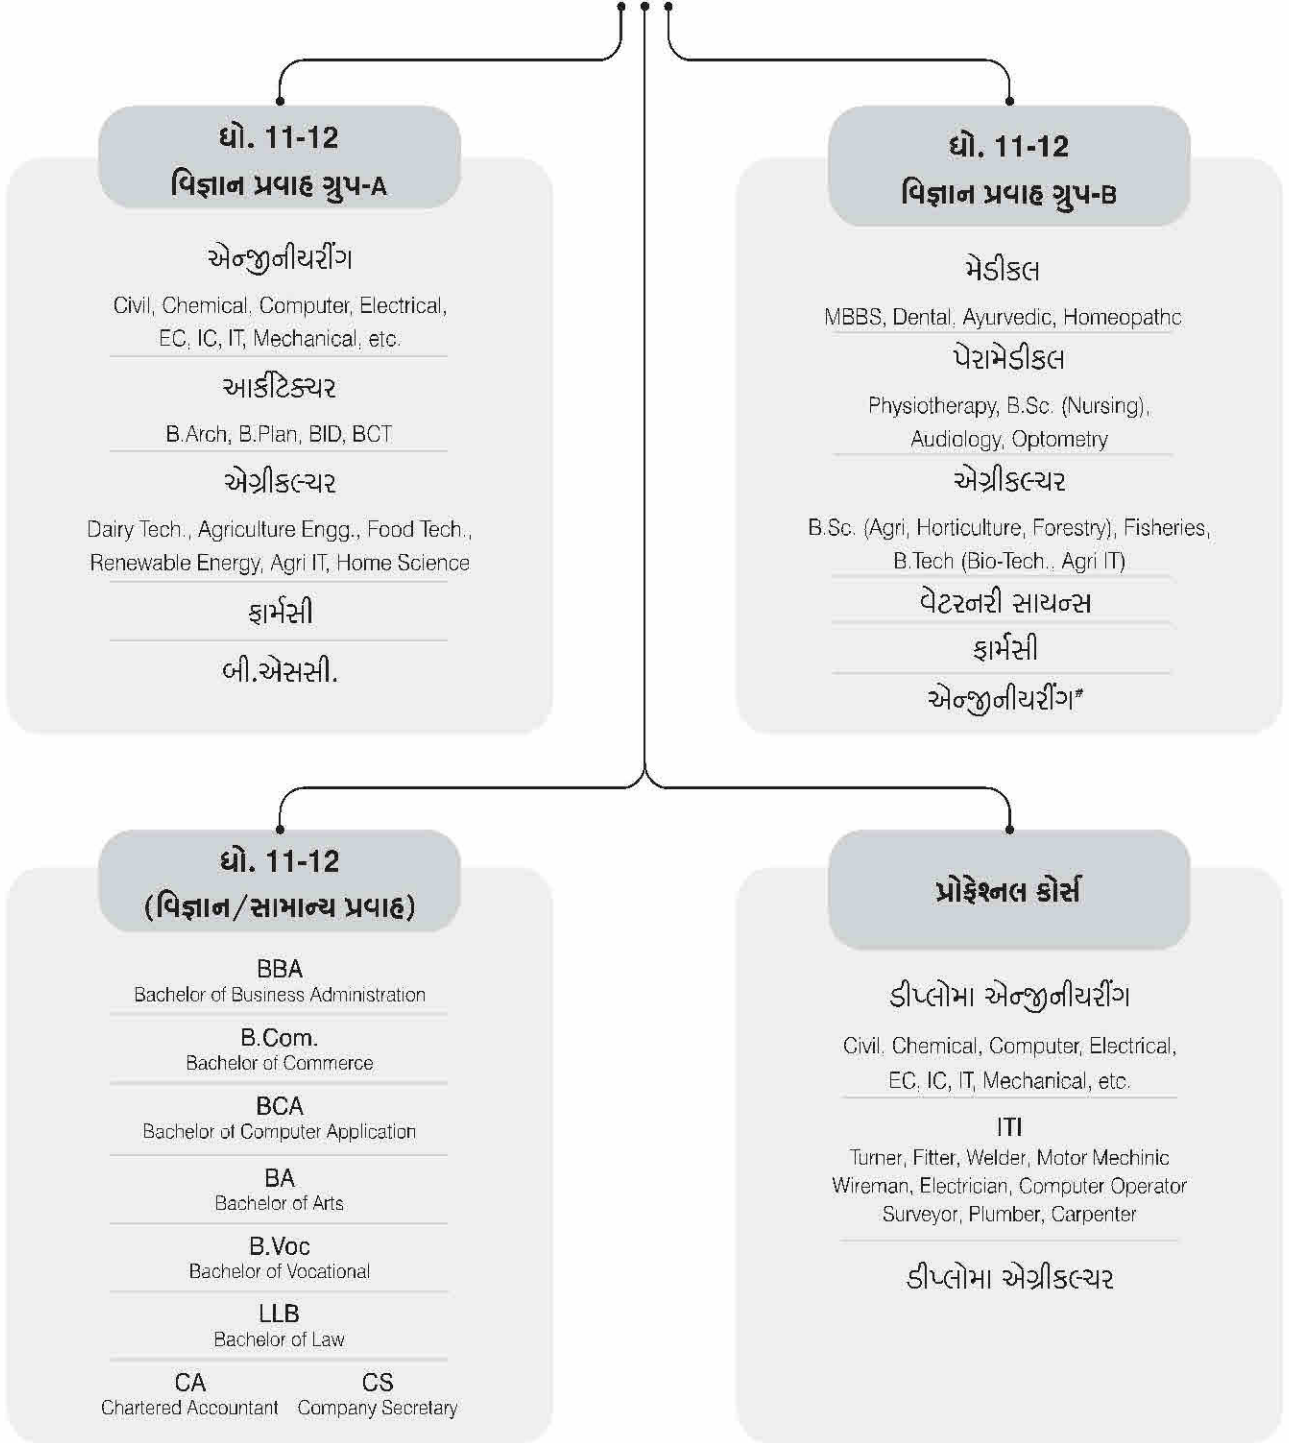 ધો. 11-12
વિજ્ઞાન પ્રવાહ ગ્રુપ-A
એન્જીનીયરીંગ
Civil, Chemical, Computer, Electrical,
EC, IC, IT, Mechanical, etc.
આર્કીટેક્ચર
B.Arch, B.Plan, BID, BCT
એગ્રીકલ્ચર
Dairy Tech., Agriculture Engg., Food Tech.,
Renewable Energy, Agri IT, Home Science
ફાર્મસી
બી.એસસી.
ધો. 11-12
વિજ્ઞાન પ્રવાહ ગ્રુપ-B
મેડીકલ
MBBS, Dental, Ayurvedic, Homeopathc
પેરામેડીકલ
Physiotherapy, B.Sc. (Nursing),
Audiology, Optometry
એગ્રીકલ્ચર
B.Sc. (Agri, Horticulture, Forestry), Fisheries,
B.Tech (Bio-Tech., Agri IT)
વેટરનરી સાયન્સ
ફાર્મસી
એન્જીનીયરીંગ#
ધો. 11-12
(વિજ્ઞાન/સામાન્ય પ્રવાહ)
BBA
Bachelor of Business Administration
B.Com.
Bachelor of Commerce
BCA
Bachelor of Computer Application
BA
Bachelor of Arts
B.Voc
Bachelor of Vocational
LLB
Bachelor of Law
CA CS
Chartered Accountant Company Secretary
પ્રોફેશ્નલ કોર્સ
ડીપ્લોમા એન્જીનીયરીંગ
Civil, Chemical, Computer, Electrical,
EC, IC, IT, Mechanical, etc.
ITI
Turner, Fitter, Welder, Motor Mechinic
Wireman, Electrician, Computer Operator
Surveyor, Plumber, Carpenter
ડીપ્લોમા એગ્રીકલ્ચર